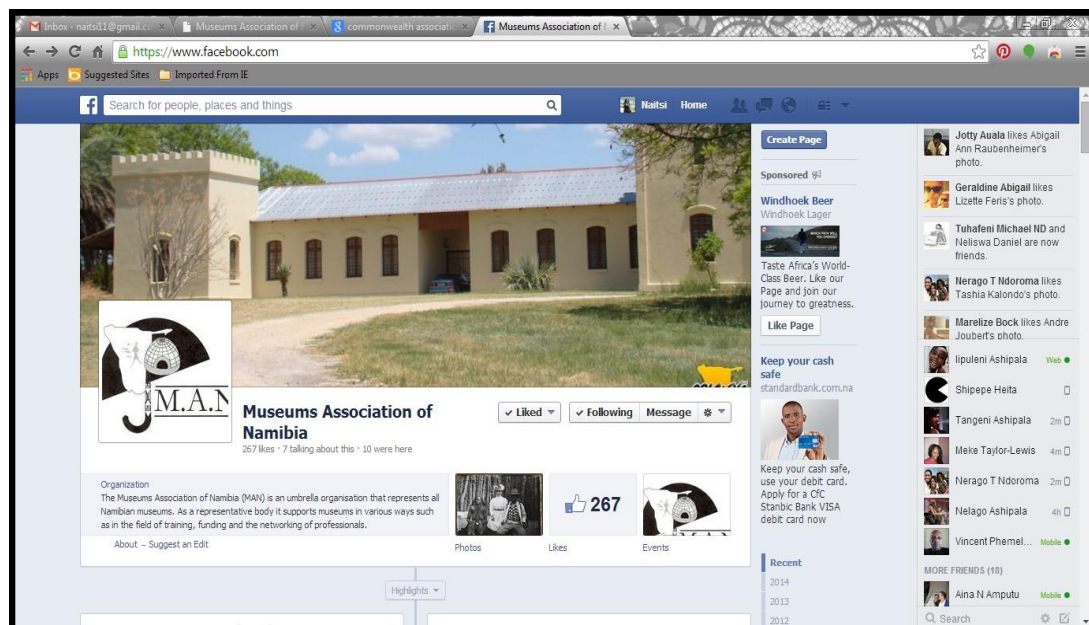 Inbox - naitsi11@gmail.co
Museums Association of I
commonwealth associati
Museums Association of I
https://www.facebook.com
Apps
Suggested Sites
Imported From IE
Search for people, places and things
Naitsi
Home
M.A.N
Museums Association of
Namibia
267 likes · 7 talking about this · 10 were here
Liked
Following
Message
Organization
The Museums Association of Namibia (MAN) is an umbrella organisation that represents all
Namibian museums. As a representative body it supports museums in various ways such
as in the field of training, funding and the networking of professionals.
About – Suggest an Edit
Photos
267
Likes
Events
Highlights
Create Page
Sponsored
Windhoek Beer
Windhoek Lager
Taste Africa's World-
Class Beer. Like our
Page and join our
journey to greatness.
Like Page
Keep your cash
safe
standardbank.com.na
Keep your cash safe,
use your debit card.
Apply for a CfC
Stanbic Bank VISA
debit card now
Recent
2014
2013
2012
Jotty Auala likes Abigail
Ann Raubenheimer's
photo.
Geraldine Abigail likes
Lizette Feris's photo.
Tuhafeni Michael ND and
Neliswa Daniel are now
friends.
Nerago T Ndoroma likes
Tashia Kalondo's photo.
Marelize Bock likes Andre
Joubert's photo.
Iipuleni Ashipala Web
Shipepe Heita
Tangeni Ashipala 2m
Meke Taylor-Lewis 4m
Nerago T Ndoroma 2m
Nelago Ashipala 4h
Vincent Phemel... Mobile
MORE FRIENDS (18)
Aina N Amputu Mobile
Search